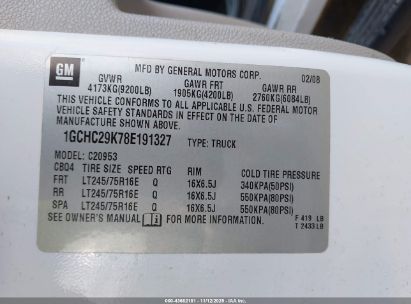 GM
MFD BY GENERAL MOTORS CORP.
02/08
GVWR GAWR FRT GAWR RR
4173KG(9200LB) 1905KG(4200LB) 2760KG(6084LB)
THIS VEHICLE CONFORMS TO ALL APPLICABLE U.S. FEDERAL MOTOR
VEHICLE SAFETY STANDARDS IN EFFECT ON THE DATE OF
MANUFACTURE SHOWN ABOVE.
1GCHC29K78E191327 TYPE: TRUCK
MODEL: C20953
CB04 TIRE SIZE SPEED RTG RIM COLD TIRE PRESSURE
FRT LT245/75R16E Q 16X6.5J 340KPA(50PSI)
RR LT245/75R16E Q 16X6.5J 550KPA(80PSI)
SPA LT245/75R16E Q 16X6.5J 550KPA(80PSI)
SEE OWNER'S MANUAL FOR MORE INFORMATION.
F 419 LB
T 2433 LB